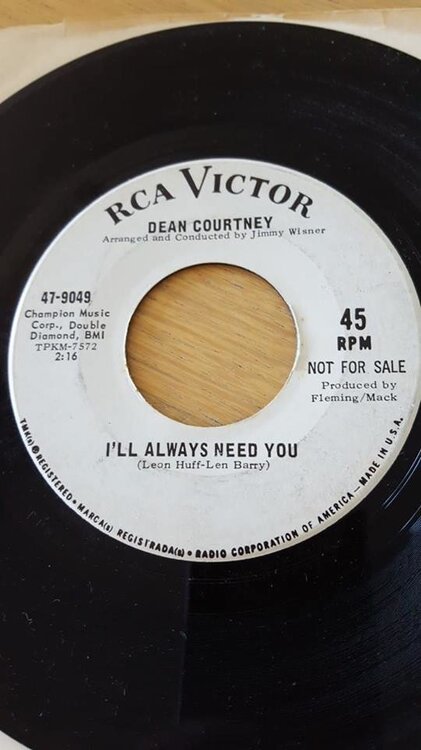 RCA VICTOR
DEAN COURTNEY
Arranged and Conducted by Jimmy Wisner
47-9049
Champion Music
Corp., Double
Diamond, BMI
TPKM-7572
2:16
45
RPM
NOT FOR SALE
Produced by
Fleming/Mack
I'LL ALWAYS NEED YOU
(Leon Huff-Len Barry)
TMK(s) ® REGISTERED • MARCA(s) REGISTRADA(s) • RADIO CORPORATION OF AMERICA - MADE IN U.S.A.